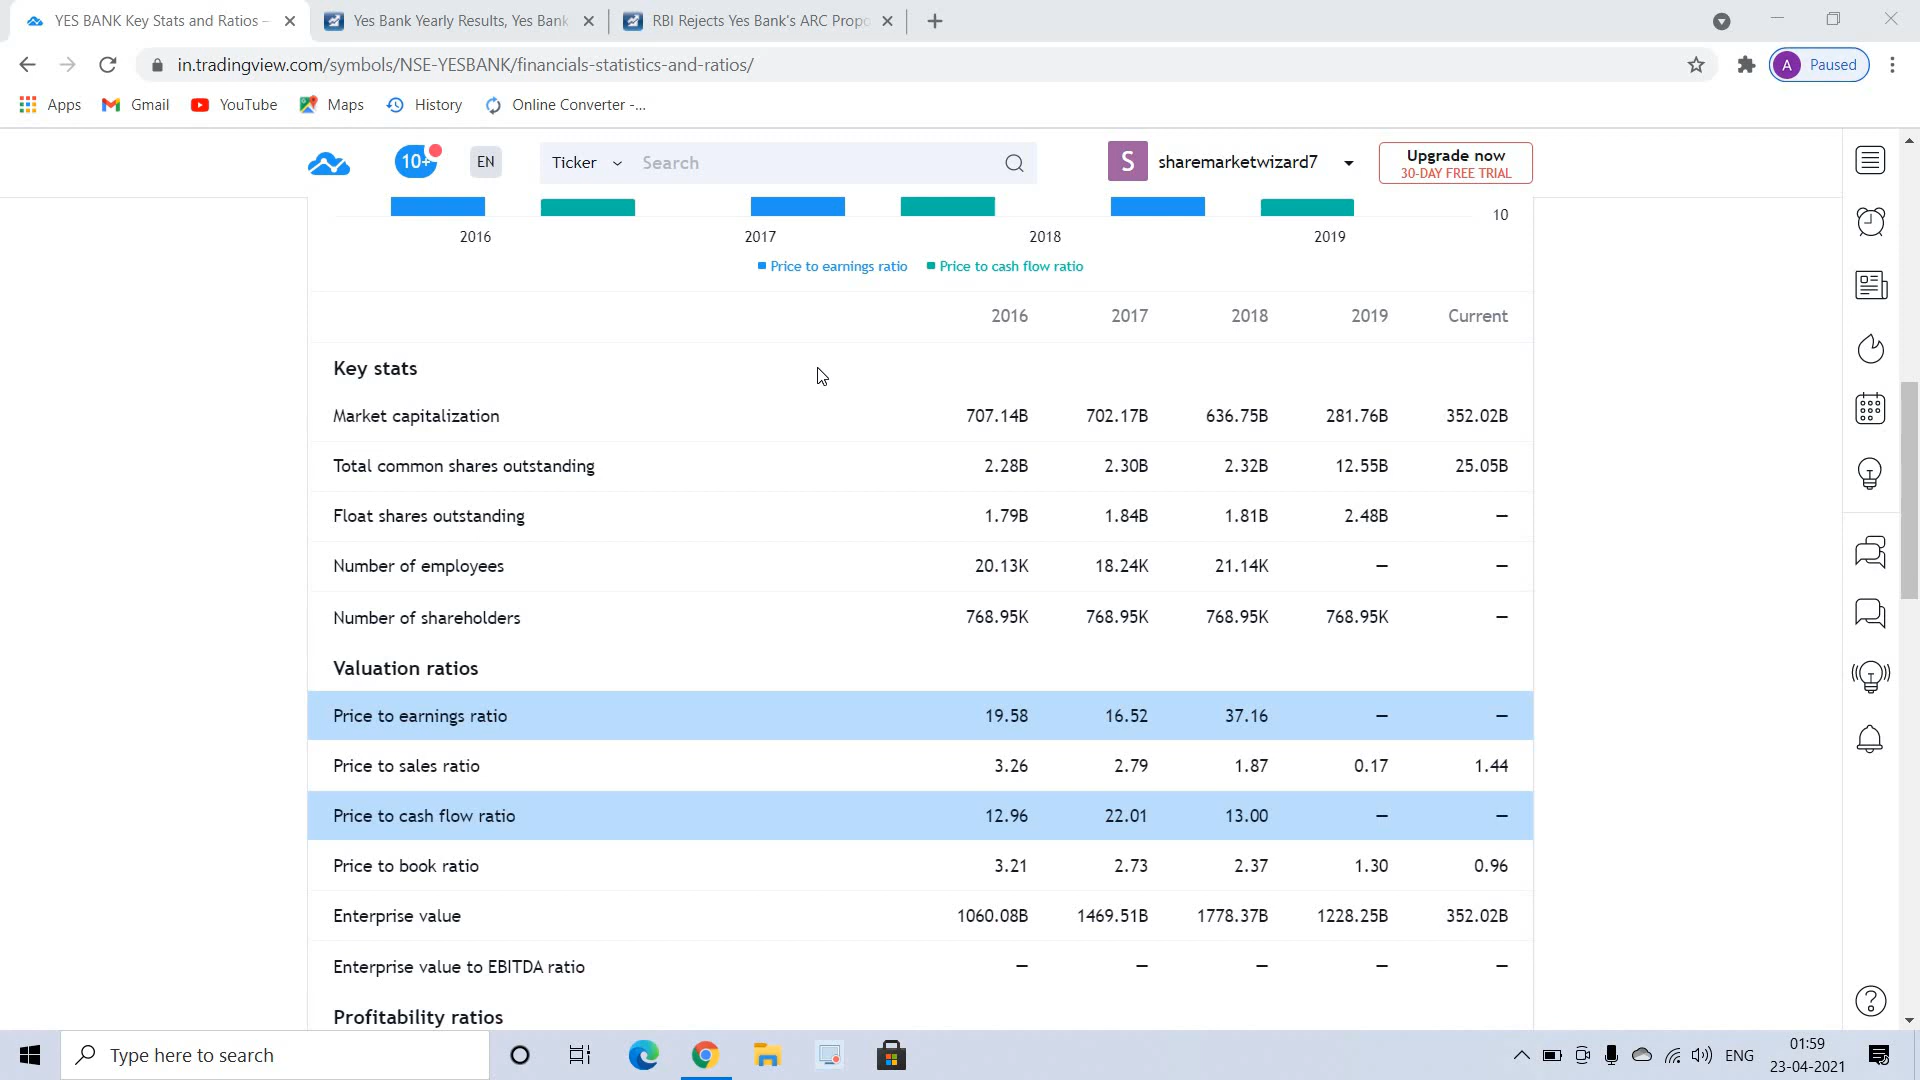 YES BANK Key Stats and Ratios –
Yes Bank Yearly Results, Yes Bank
RBI Rejects Yes Bank's ARC Propo
in.tradingview.com/symbols/NSE-YESBANK/financials-statistics-and-ratios/
A Paused
Apps Gmail YouTube Maps History Online Converter -...
10+ EN Ticker Search S sharemarketwizard7 Upgrade now
30-DAY FREE TRIAL
10
2016 2017 2018 2019
Price to earnings ratio Price to cash flow ratio
2016 2017 2018 2019 Current
Key stats
Market capitalization 707.14B 702.17B 636.75B 281.76B 352.02B
Total common shares outstanding 2.28B 2.30B 2.32B 12.55B 25.05B
Float shares outstanding 1.79B 1.84B 1.81B 2.48B —
Number of employees 20.13K 18.24K 21.14K — —
Number of shareholders 768.95K 768.95K 768.95K 768.95K —
Valuation ratios
Price to earnings ratio 19.58 16.52 37.16 — —
Price to sales ratio 3.26 2.79 1.87 0.17 1.44
Price to cash flow ratio 12.96 22.01 13.00 — —
Price to book ratio 3.21 2.73 2.37 1.30 0.96
Enterprise value 1060.08B 1469.51B 1778.37B 1228.25B 352.02B
Enterprise value to EBITDA ratio — — — — —
Profitability ratios
Type here to search
ENG
01:59
23-04-2021